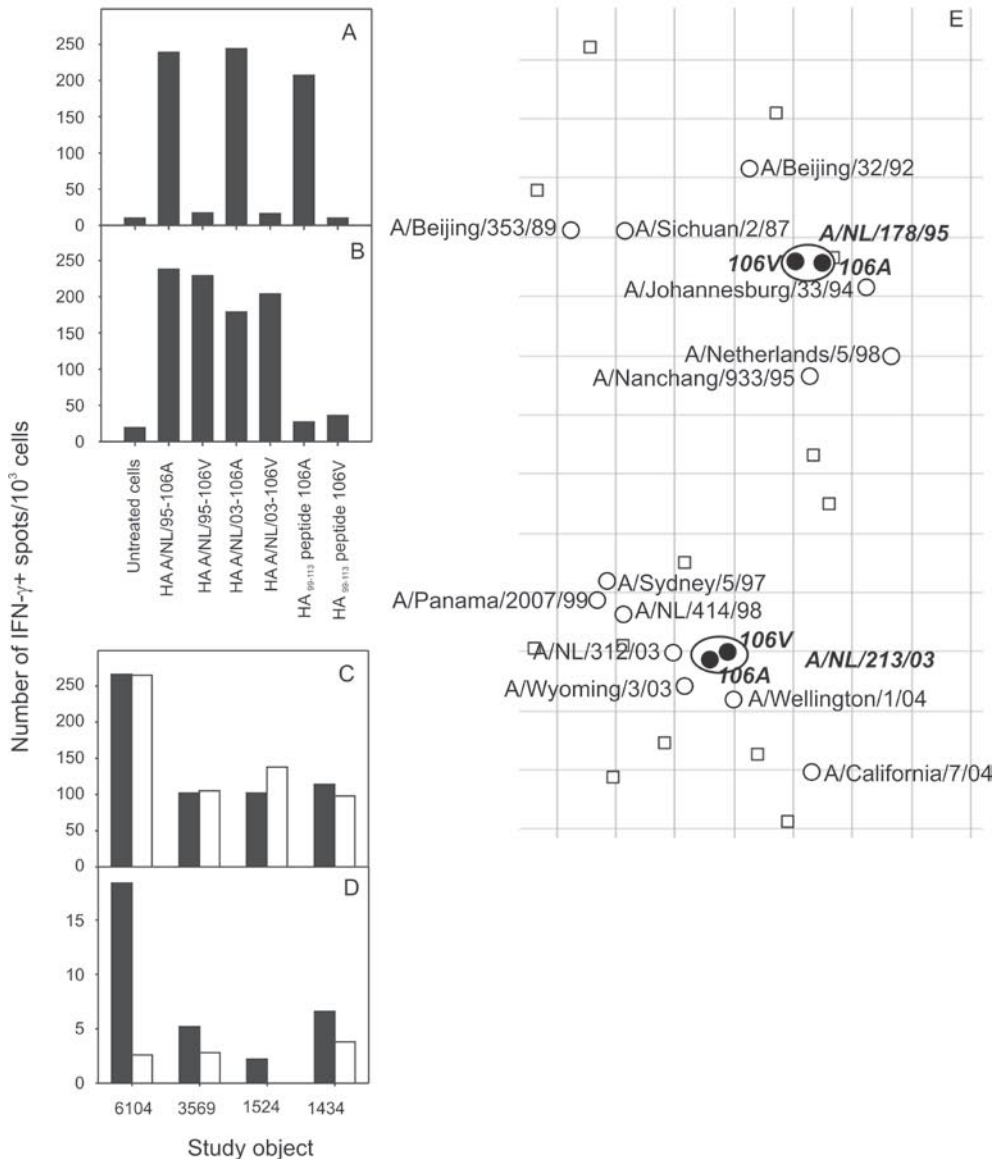 Number of IFN-γ+ spots/10³ cells
A
250
200
150
100
50
0
B
250
200
150
100
50
0
Untreated cells
HA A/NL/95-106A
HA A/NL/95-106V
HA A/NL/03-106A
HA A/NL/03-106V
HA 99-113 peptide 106A
HA 99-113 peptide 106V
C
250
200
150
100
50
0
D
15
10
5
0
6104 3569 1524 1434
Study object
E
A/Beijing/32/92
A/Beijing/353/89
A/Sichuan/2/87
A/NL/178/95
106V
106A
A/Johannesburg/33/94
A/Netherlands/5/98
A/Nanchang/933/95
A/Sydney/5/97
A/Panama/2007/99
A/NL/414/98
106V
A/NL/312/03
A/NL/213/03
106A
A/Wyoming/3/03
A/Wellington/1/04
A/California/7/04